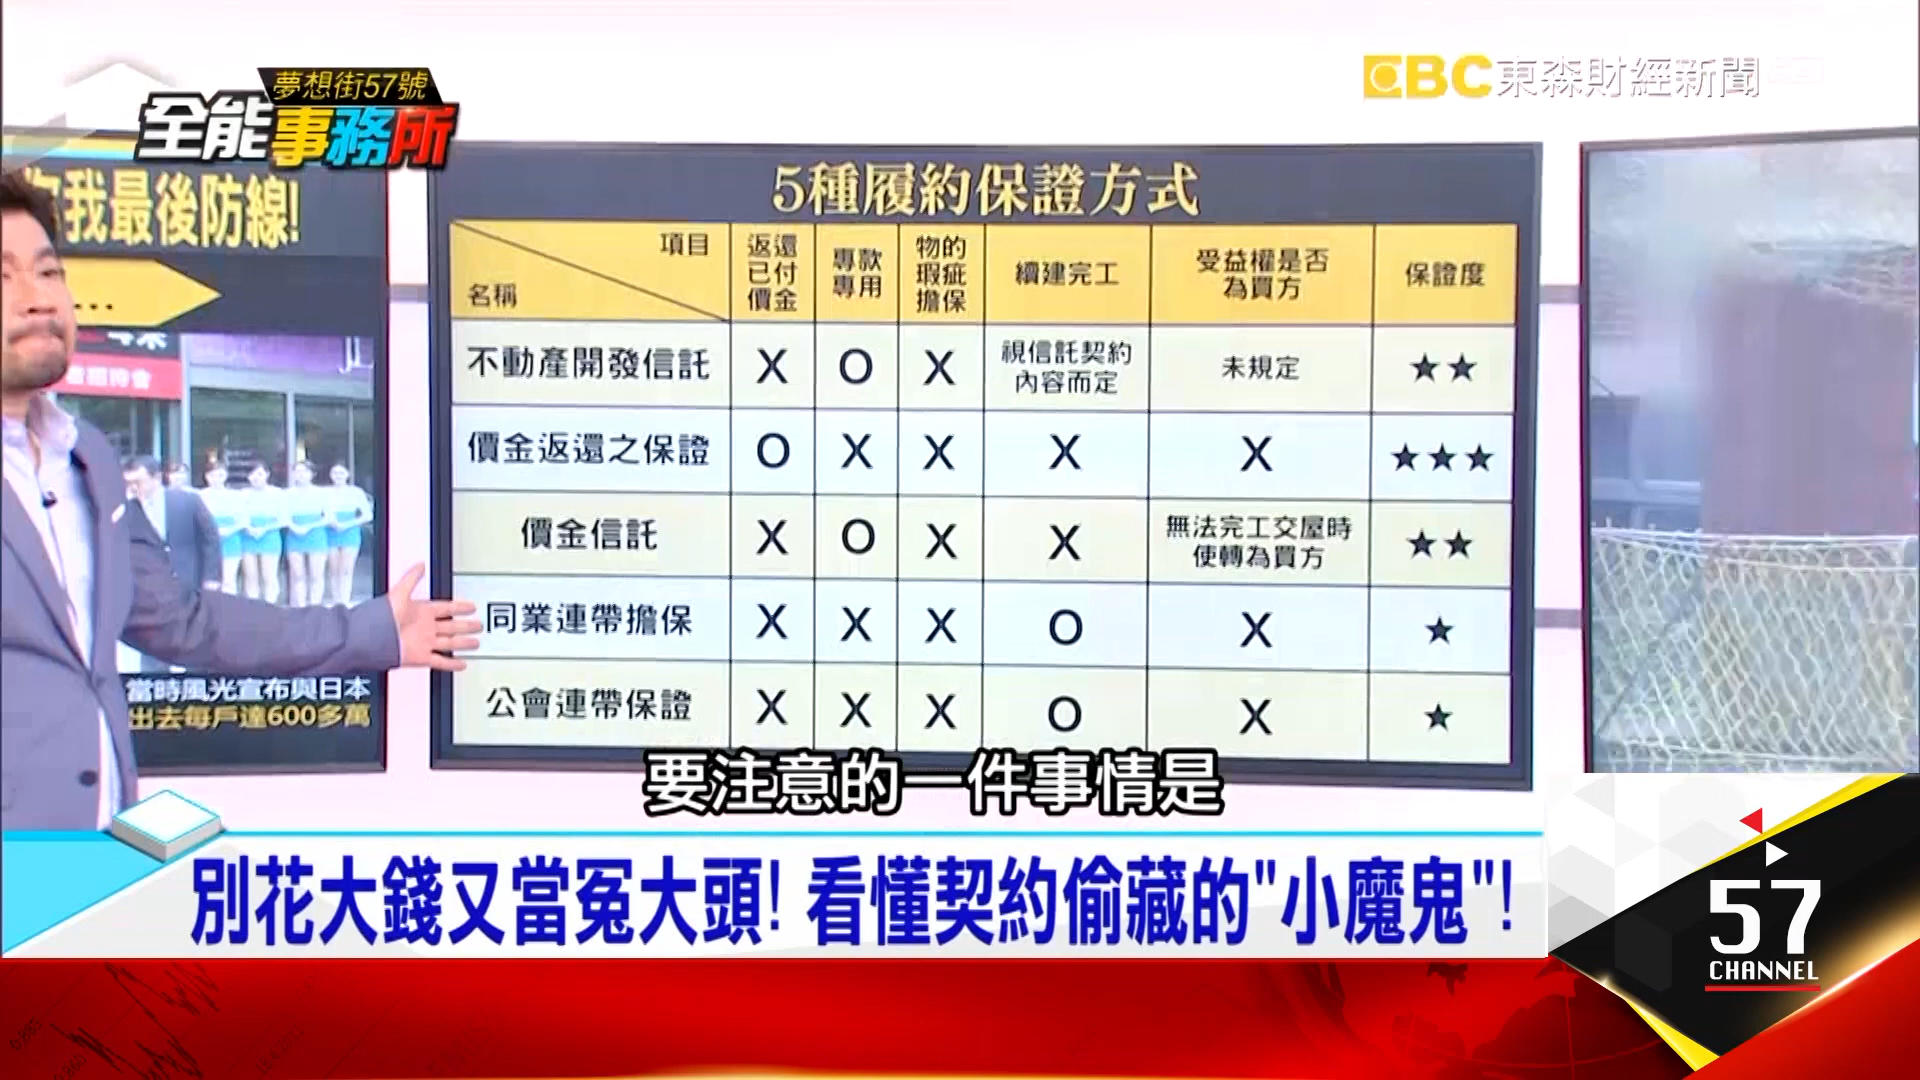 夢想街57號
全能事務所
EBC東森財經新聞
你我最後防線!
...
當時風光宣布與日本
出去每戶達600多萬
5種履約保證方式
項目
名稱
返還已付價金
專款專用
物的瑕疵擔保
續建完工
受益權是否為買方
保證度
不動產開發信託 X O X 視信託契約內容而定 未規定 ★★
價金返還之保證 O X X X X ★★★
價金信託 X O X X 無法完工交屋時使轉為買方 ★★
同業連帶擔保 X X X O X ★
公會連帶保證 X X X O X ★
要注意的一件事情是
別花大錢又當冤大頭! 看懂契約偷藏的"小魔鬼"!
57
CHANNEL